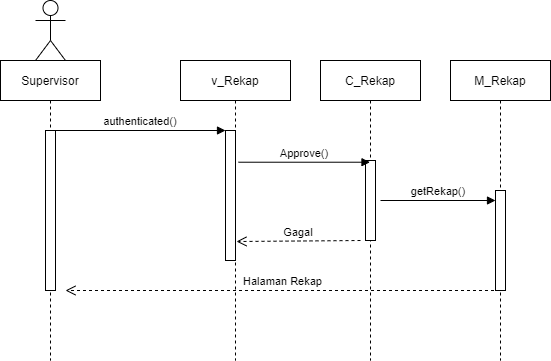 Supervisor
v_Rekap
C_Rekap
M_Rekap
authenticated()
Approve()
getRekap()
Gagal
Halaman Rekap